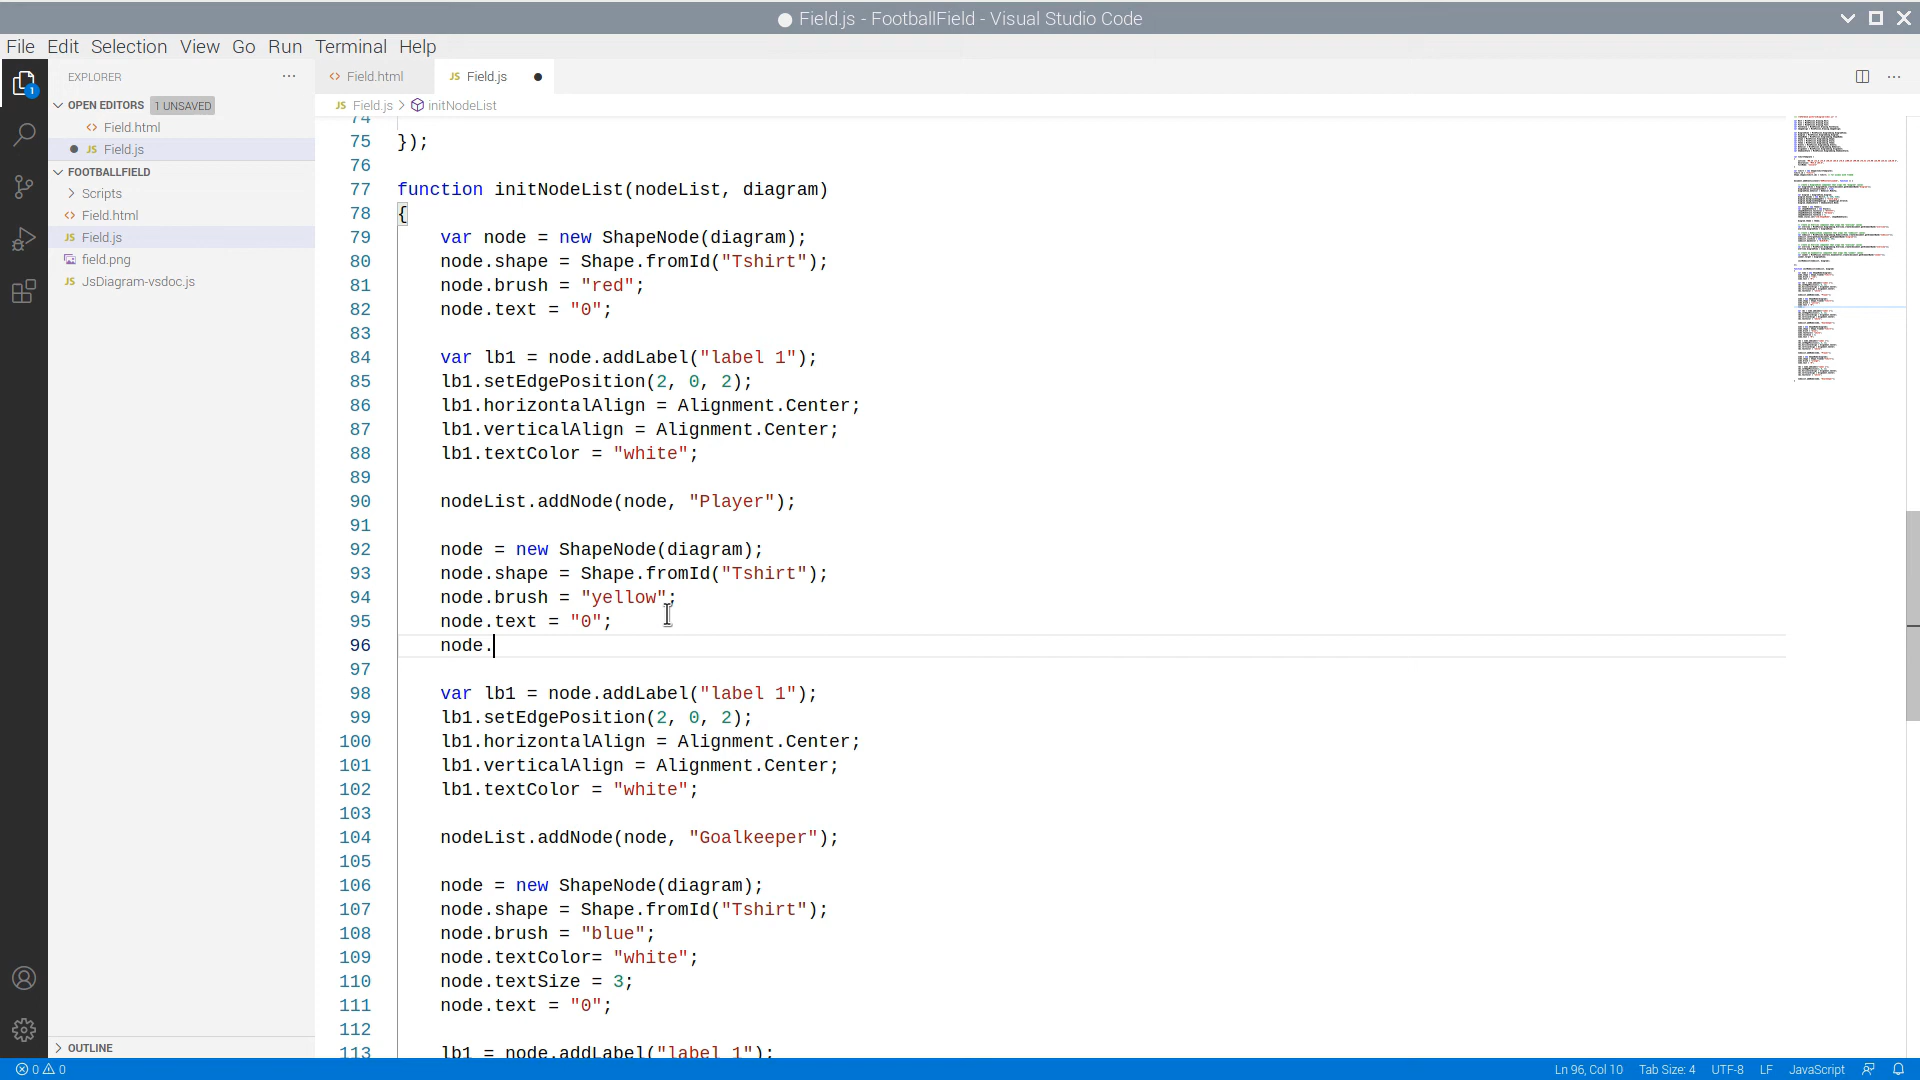 Field.js - FootballField - Visual Studio Code
File Edit Selection View Go Run Terminal Help
EXPLORER
OPEN EDITORS 1 UNSAVED
Field.html
JS Field.js
FOOTBALLFIELD
Scripts
Field.html
JS Field.js
field.png
JS JsDiagram-vsdoc.js
OUTLINE
1
Field.html JS Field.js
JS Field.js > initNodeList
74
75 });
76
77 function initNodeList(nodeList, diagram)
78 {
79 var node = new ShapeNode(diagram);
80 node.shape = Shape.fromId("Tshirt");
81 node.brush = "red";
82 node.text = "0";
83
84 var lb1 = node.addLabel("label 1");
85 lb1.setEdgePosition(2, 0, 2);
86 lb1.horizontalAlign = Alignment.Center;
87 lb1.verticalAlign = Alignment.Center;
88 lb1.textColor = "white";
89
90 nodeList.addNode(node, "Player");
91
92 node = new ShapeNode(diagram);
93 node.shape = Shape.fromId("Tshirt");
94 node.brush = "yellow";
95 node.text = "0";
96 node.
97
98 var lb1 = node.addLabel("label 1");
99 lb1.setEdgePosition(2, 0, 2);
100 lb1.horizontalAlign = Alignment.Center;
101 lb1.verticalAlign = Alignment.Center;
102 lb1.textColor = "white";
103
104 nodeList.addNode(node, "Goalkeeper");
105
106 node = new ShapeNode(diagram);
107 node.shape = Shape.fromId("Tshirt");
108 node.brush = "blue";
109 node.textColor= "white";
110 node.textSize = 3;
111 node.text = "0";
112
113 lb1 = node.addLabel("label 1");
0 0 Ln 96, Col 10 Tab Size: 4 UTF-8 LF JavaScript